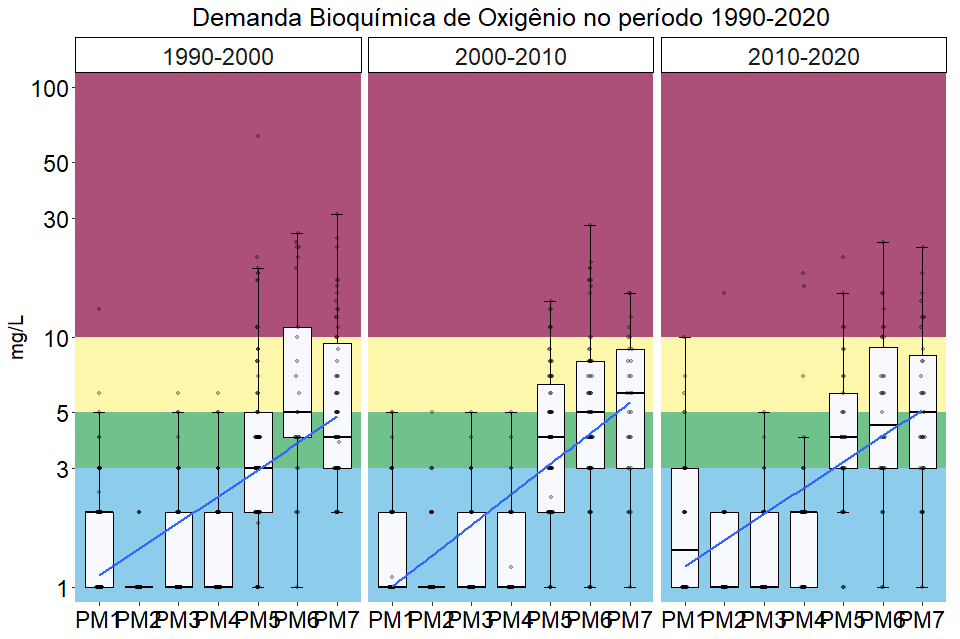 Demanda Bioquímica de Oxigênio no período 1990-2020
1990-2000 2000-2010 2010-2020
mg/L
100
50
30
10
5
3
1
PM1 PM2 PM3 PM4 PM5 PM6 PM7 PM1 PM2 PM3 PM4 PM5 PM6 PM7 PM1 PM2 PM3 PM4 PM5 PM6 PM7